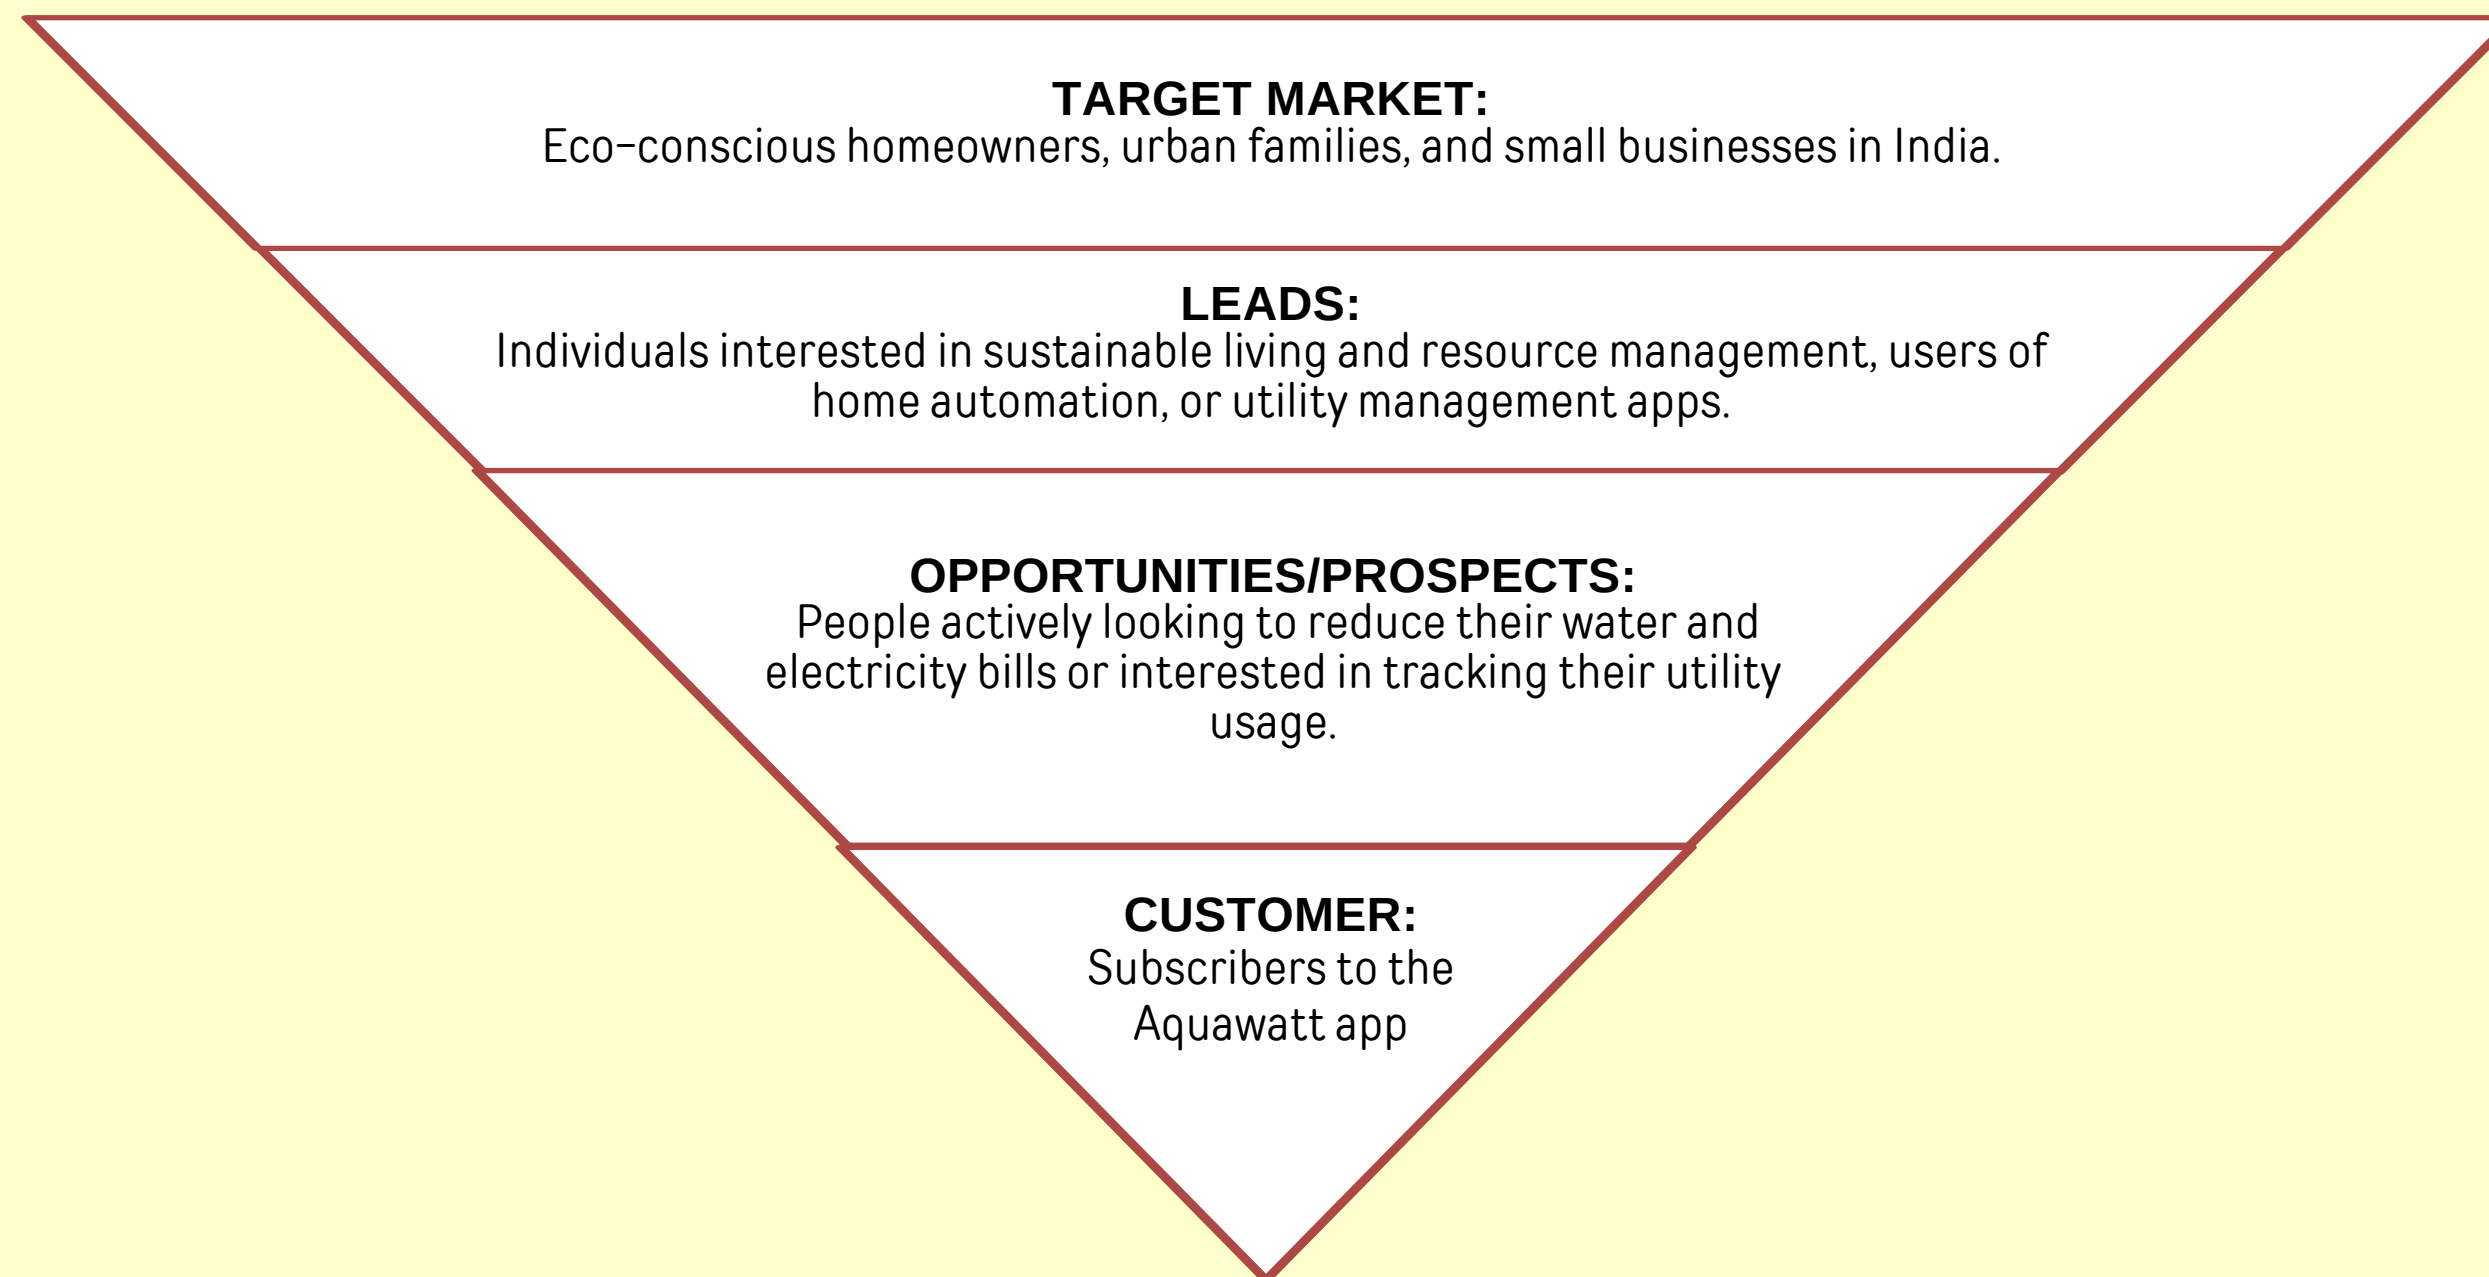 TARGET MARKET:
Eco-conscious homeowners, urban families, and small businesses in India.
LEADS:
Individuals interested in sustainable living and resource management, users of
home automation, or utility management apps.
OPPORTUNITIES/PROSPECTS:
People actively looking to reduce their water and
electricity bills or interested in tracking their utility
usage.
CUSTOMER:
Subscribers to the
Aquawatt app